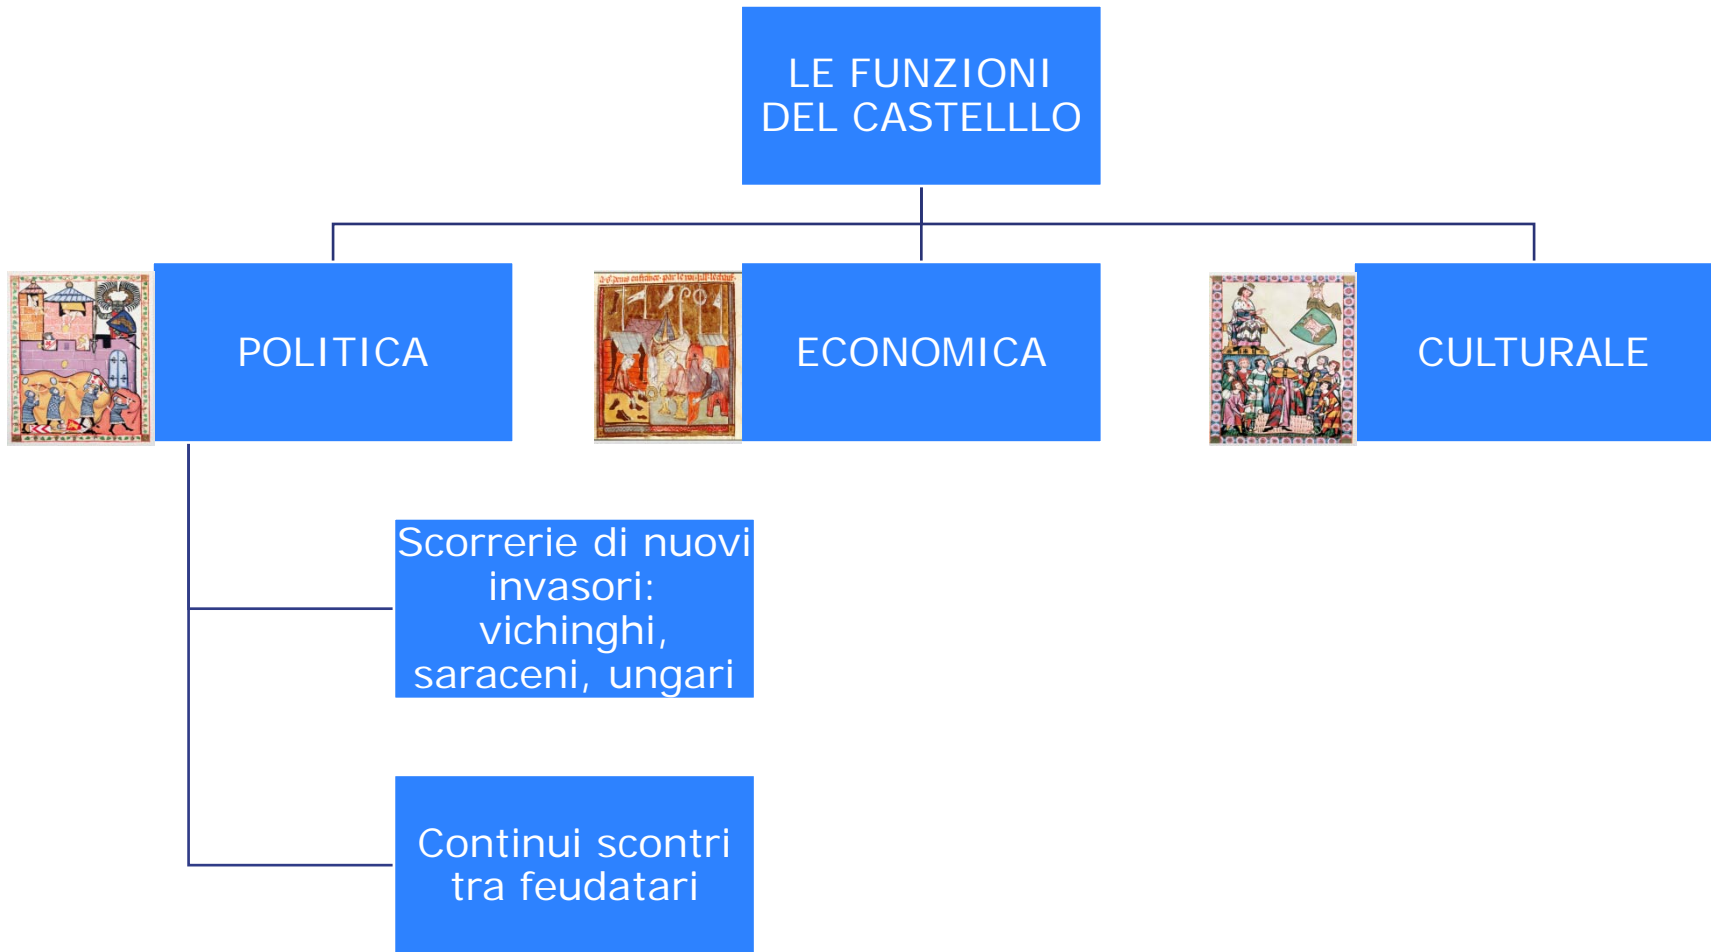 LE FUNZIONI
DEL CASTELLLO
POLITICA
ECONOMICA
CULTURALE
Scorrerie di nuovi
invasori:
vichinghi,
saraceni, ungari
Continui scontri
tra feudatari